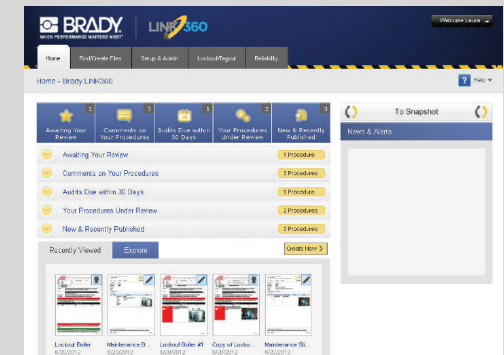 BRADY
WHEN PERFORMANCE MATTERS MOST
LINK360
Welcome Laura
Home
Find/Create Files
Setup & Admin
Lockout/Tagout
Reliability
Home - Brady LINK360
? Help
1
Awaiting Your Review
3
Comments on Your Procedures
1
Audits Due within 30 Days
2
Your Procedures Under Review
3
New & Recently Published
To Snapshot
News & Alerts
Awaiting Your Review
1 Procedure
Comments on Your Procedures
3 Procedures
Audits Due within 30 Days
1 Procedure
Your Procedures Under Review
2 Procedures
New & Recently Published
3 Procedures
Recently Viewed
Explore
Create New
Lockout Boiler
6/20/2012
Maintenance B...
6/20/2012
Lockout Boiler #1
6/20/2012
Copy of Locko...
6/20/2012
Maintenance Sli...
6/20/2012